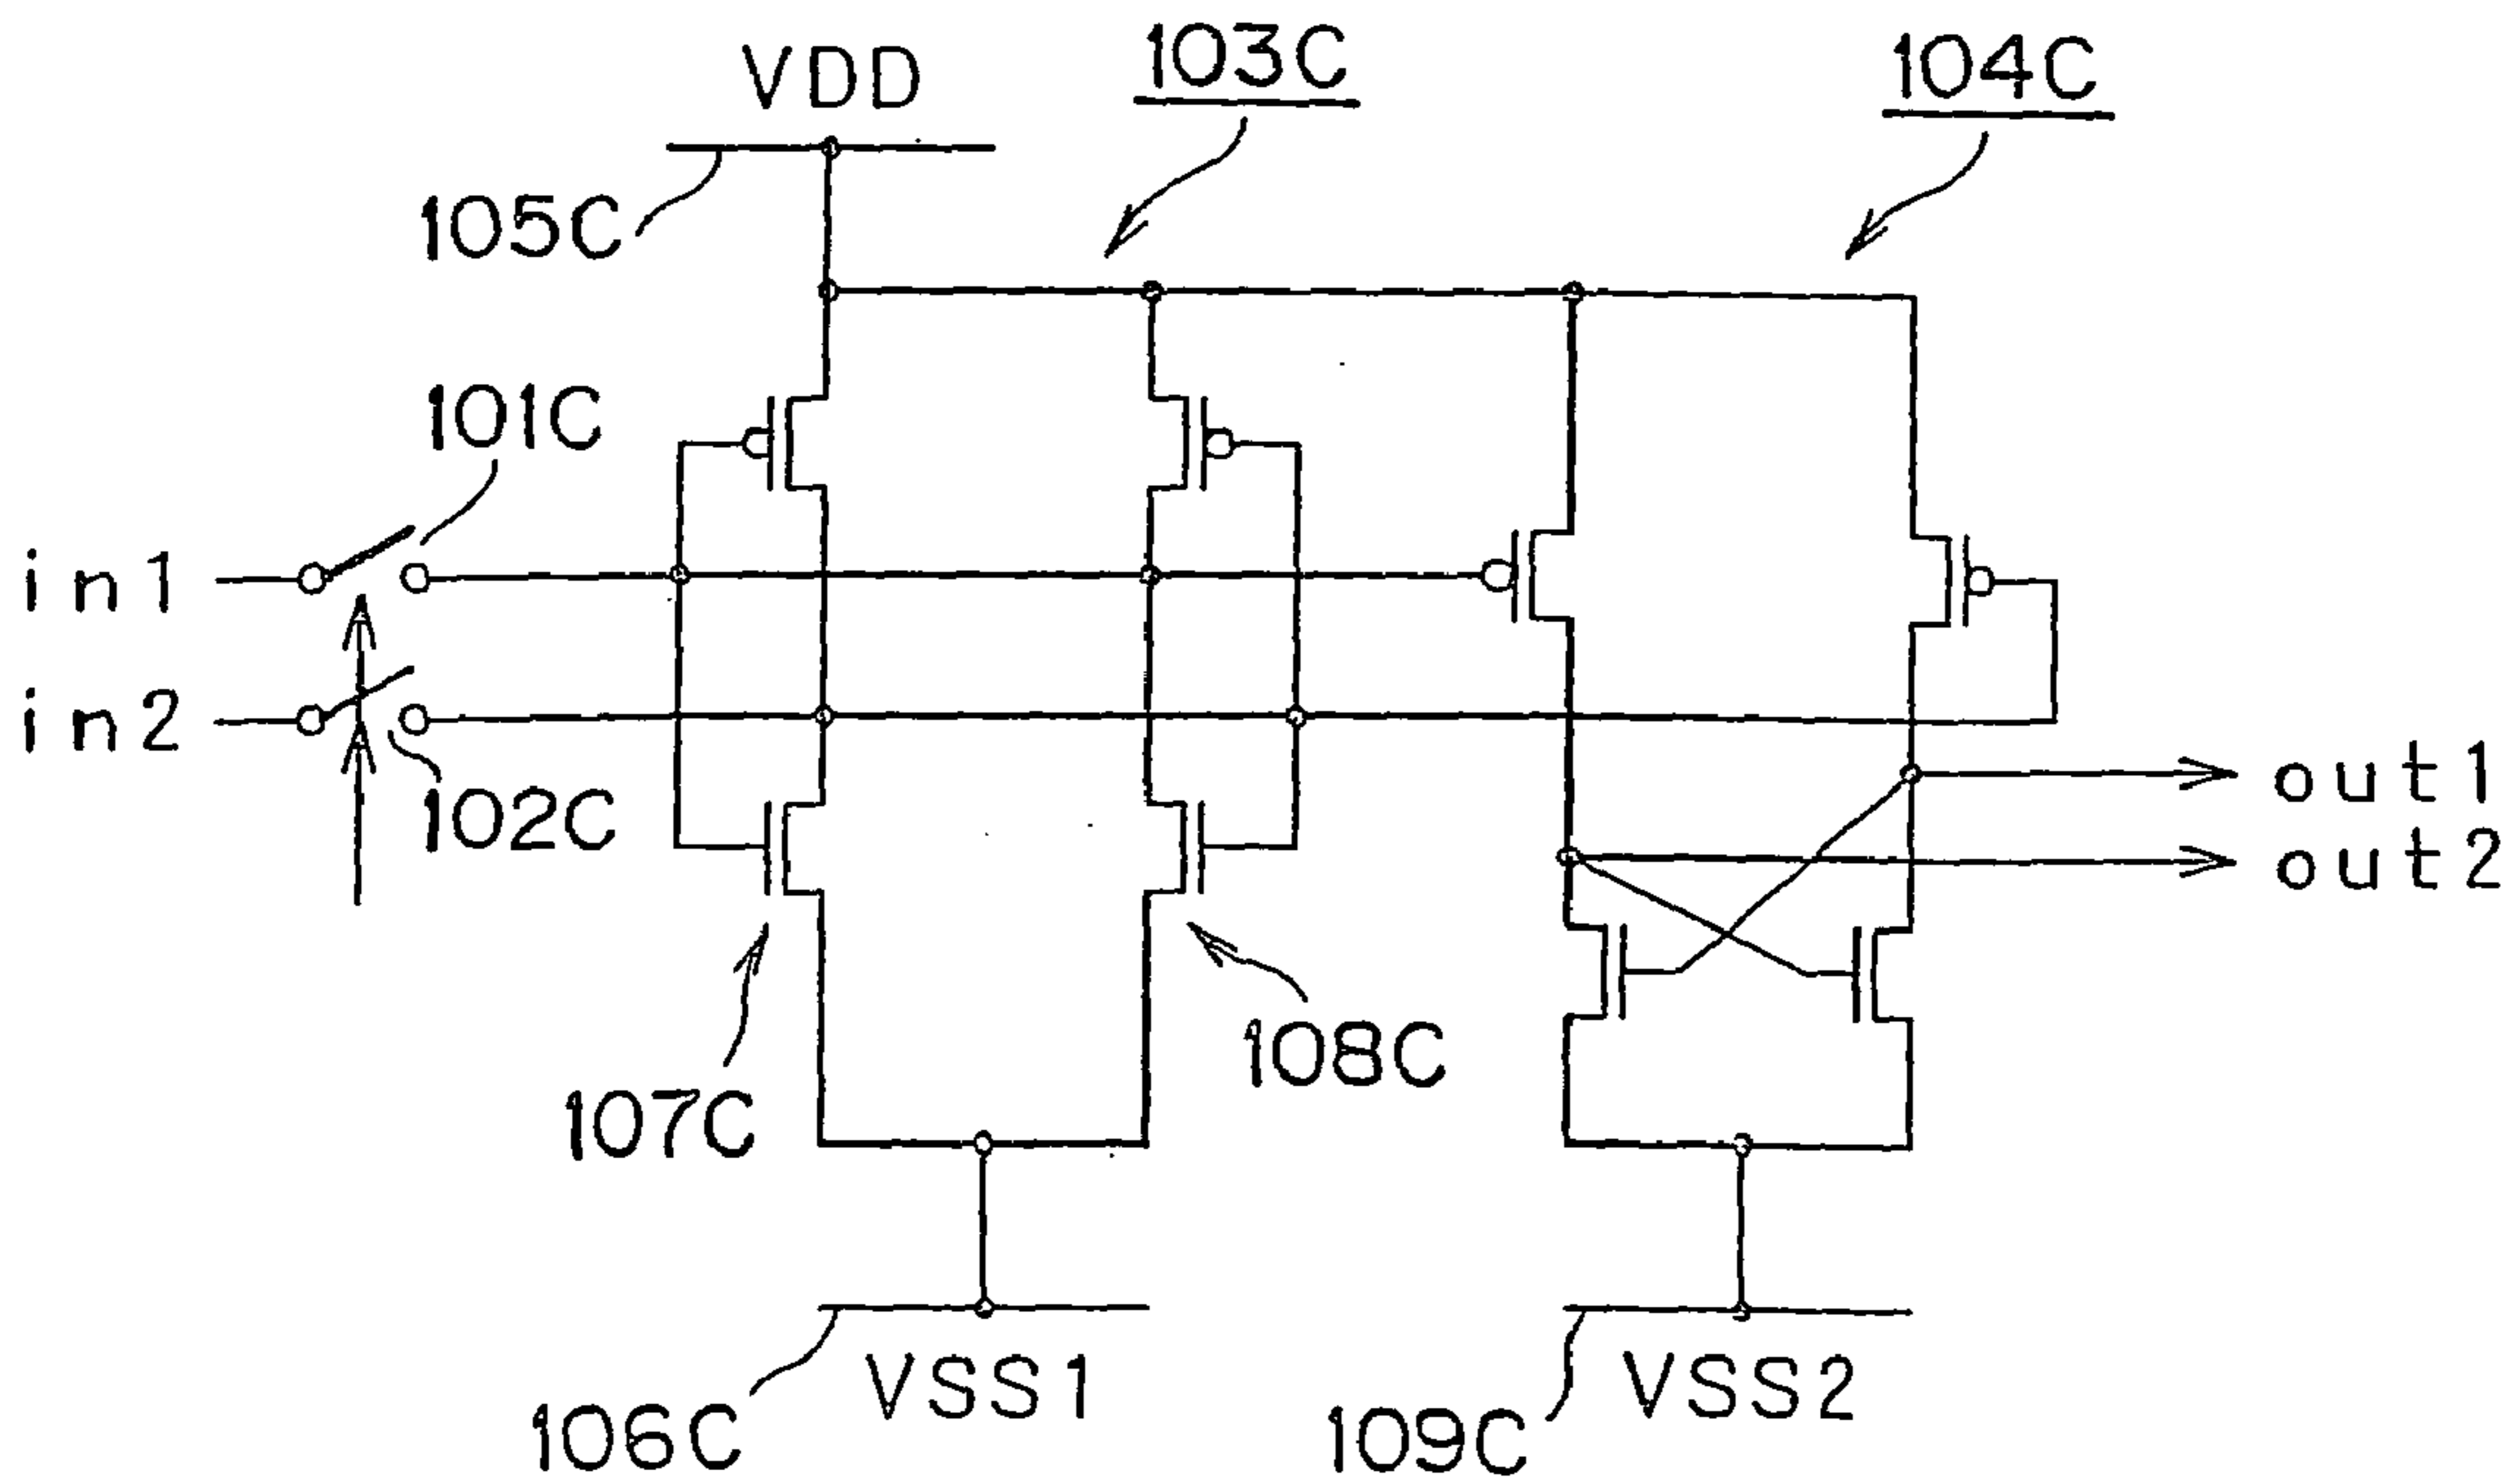 VDD
103C
104C
105C
101C
in1
in2
102C
out1
out2
107C
108C
VSS1
VSS2
106C
109C